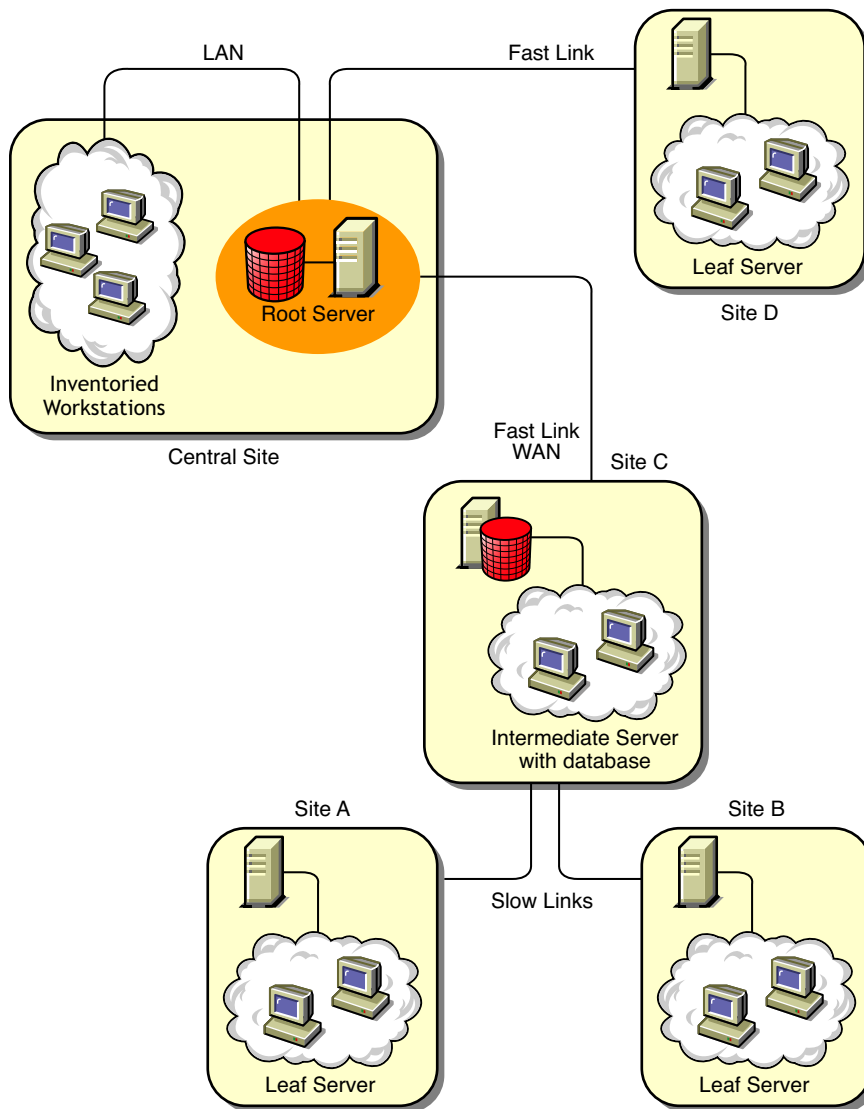 LAN
Fast Link
Root Server
Inventoried
Workstations
Central Site
Leaf Server
Site D
Fast Link
WAN
Site C
Intermediate Server
with database
Site A
Site B
Slow Links
Leaf Server
Leaf Server